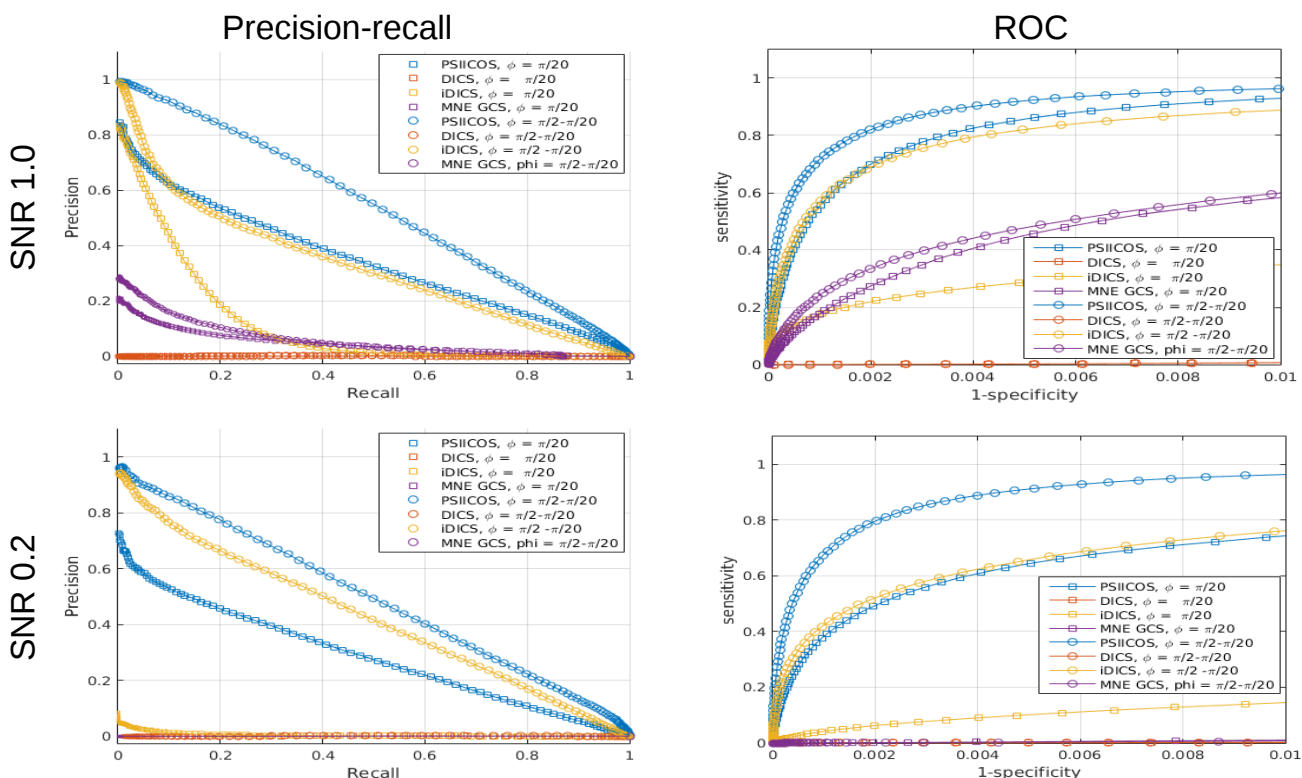 Precision-recall
ROC
SNR 1.0
Precision
1
0.8
0.6
0.4
0.2
0
0
0.2
0.4
0.6
0.8
1
Recall
PSIICOS, ϕ = π/20
DICS, ϕ = π/20
iDICS, ϕ = π/20
MNE GCS, ϕ = π/20
PSIICOS, ϕ = π/2-π/20
DICS, ϕ = π/2-π/20
iDICS, ϕ = π/2 -π/20
MNE GCS, phi = π/2-π/20
sensitivity
1
0.8
0.6
0.4
0.2
0
0
0.002
0.004
0.006
0.008
0.01
1-specificity
PSIICOS, ϕ = π/20
DICS, ϕ = π/20
iDICS, ϕ = π/20
MNE GCS, ϕ = π/20
PSIICOS, ϕ = π/2-π/20
DICS, ϕ = π/2-π/20
iDICS, ϕ = π/2 -π/20
MNE GCS, phi = π/2-π/20
SNR 0.2
Precision
1
0.8
0.6
0.4
0.2
0
0
0.2
0.4
0.6
0.8
1
Recall
PSIICOS, ϕ = π/20
DICS, ϕ = π/20
iDICS, ϕ = π/20
MNE GCS, ϕ = π/20
PSIICOS, ϕ = π/2-π/20
DICS, ϕ = π/2-π/20
iDICS, ϕ = π/2 -π/20
MNE GCS, phi = π/2-π/20
sensitivity
1
0.8
0.6
0.4
0.2
0
0
0.002
0.004
0.006
0.008
0.01
1-specificity
PSIICOS, ϕ = π/20
DICS, ϕ = π/20
iDICS, ϕ = π/20
MNE GCS, ϕ = π/20
PSIICOS, ϕ = π/2-π/20
DICS, ϕ = π/2-π/20
iDICS, ϕ = π/2 -π/20
MNE GCS, phi = π/2-π/20